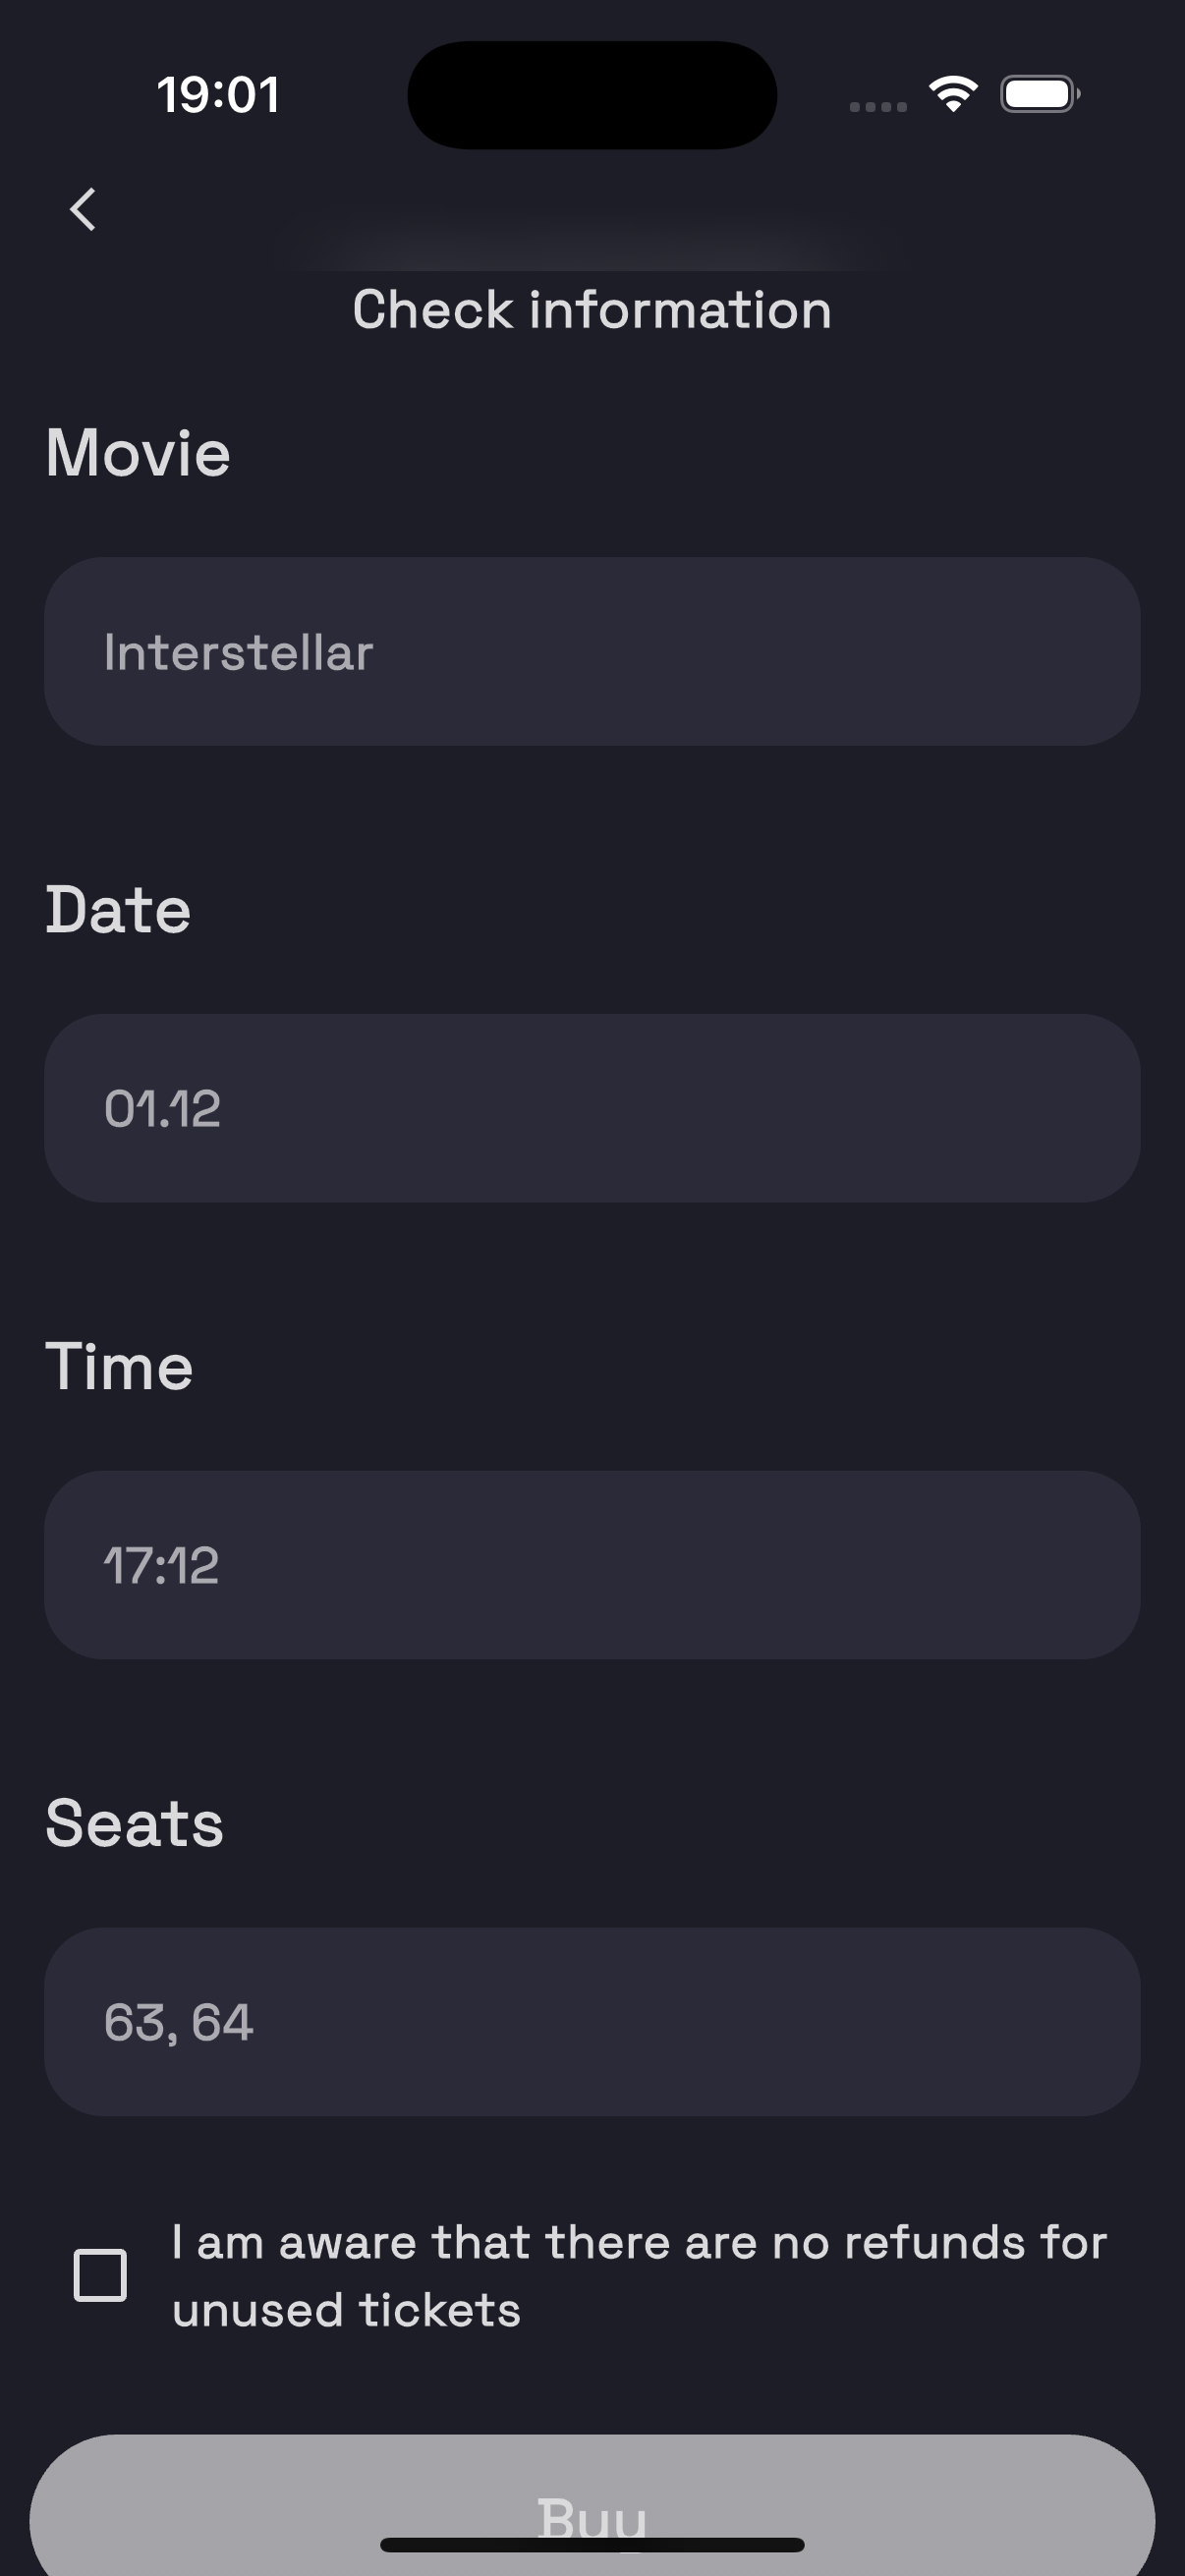 19:01
Check information
Movie
Interstellar
Date
01.12
Time
17:12
Seats
63, 64
I am aware that there are no refunds for
unused tickets
Buy